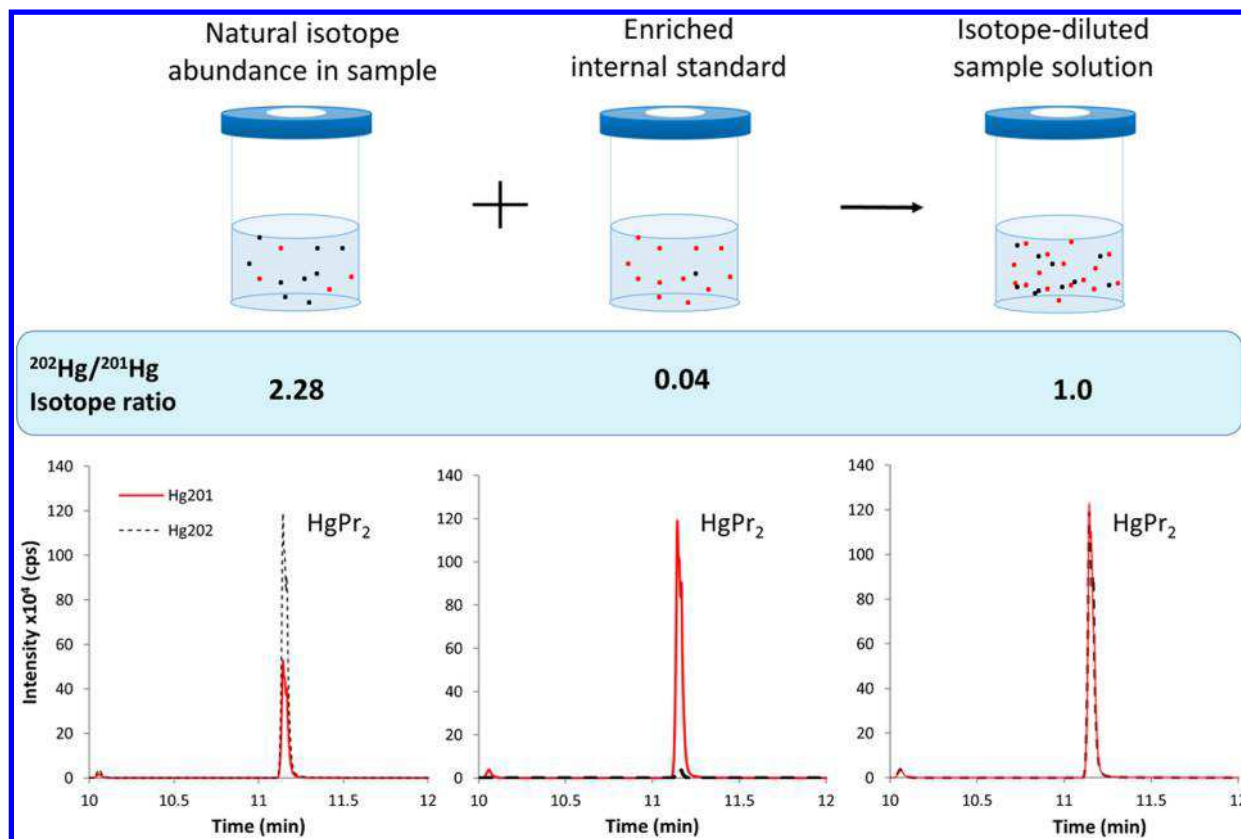 Natural isotope
abundance in sample
Enriched
internal standard
Isotope-diluted
sample solution
+
²⁰²Hg/²⁰¹Hg
Isotope ratio
2.28
0.04
1.0
Intensity x10⁴ (cps)
140
120
100
80
60
40
20
0
Hg201
Hg202
HgPr₂
10
10.5
11
11.5
12
Time (min)
140
120
100
80
60
40
20
0
HgPr₂
10
10.5
11
11.5
12
Time (min)
140
120
100
80
60
40
20
0
HgPr₂
10
10.5
11
11.5
12
Time (min)